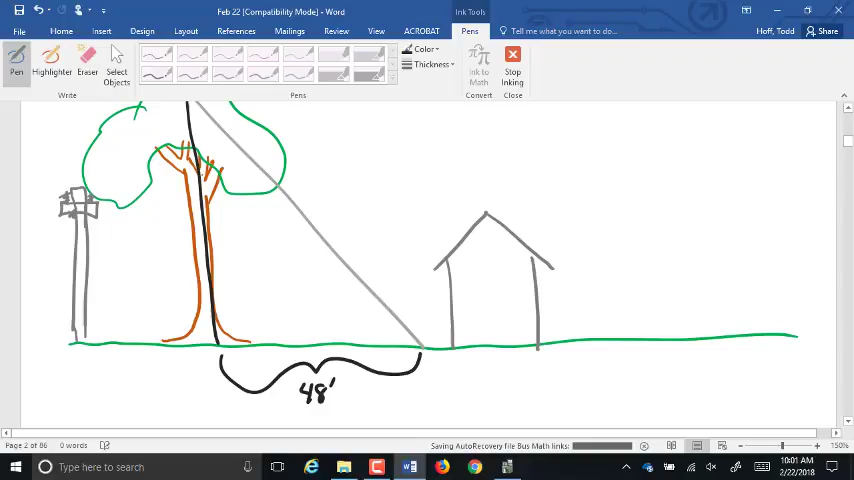 Feb 22 [Compatibility Mode] - Word
Ink Tools
File Home Insert Design Layout References Mailings Review View ACROBAT Pens Tell me what you want to do... Hoff, Todd Share
Pen Highlighter Eraser Select Objects
Color
Thickness
Ink to Math
Stop Inking
Write Pens Convert Close
48'
Page 2 of 86 0 words Saving AutoRecovery file Bus Math links: 150%
Type here to search
10:01 AM
2/22/2018